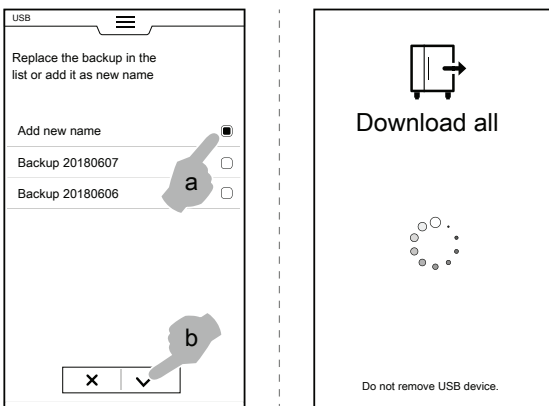 USB
Replace the backup in the
list or add it as new name
Add new name
Backup 20180607
a
Backup 20180606
b
Download all
Do not remove USB device.